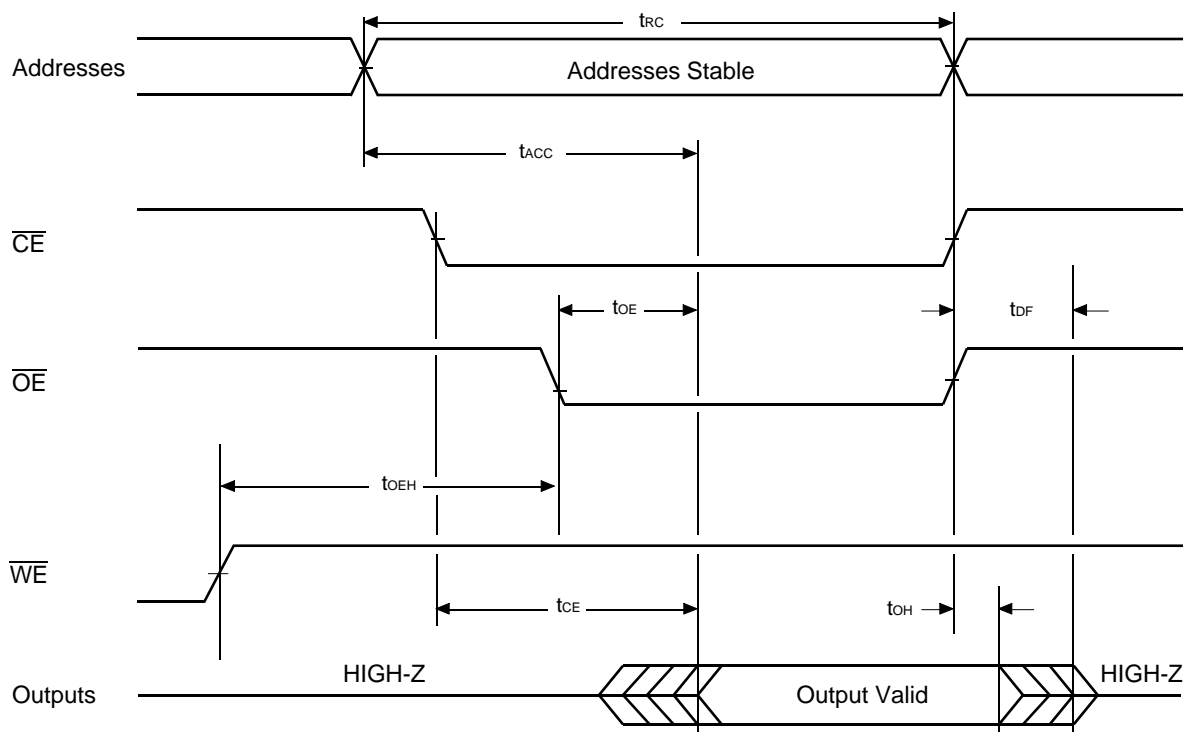 tRC
Addresses
Addresses Stable
tACC
CE
tOE
tDF
OE
tOEH
WE
tCE
tOH
HIGH-Z
HIGH-Z
Outputs
Output Valid